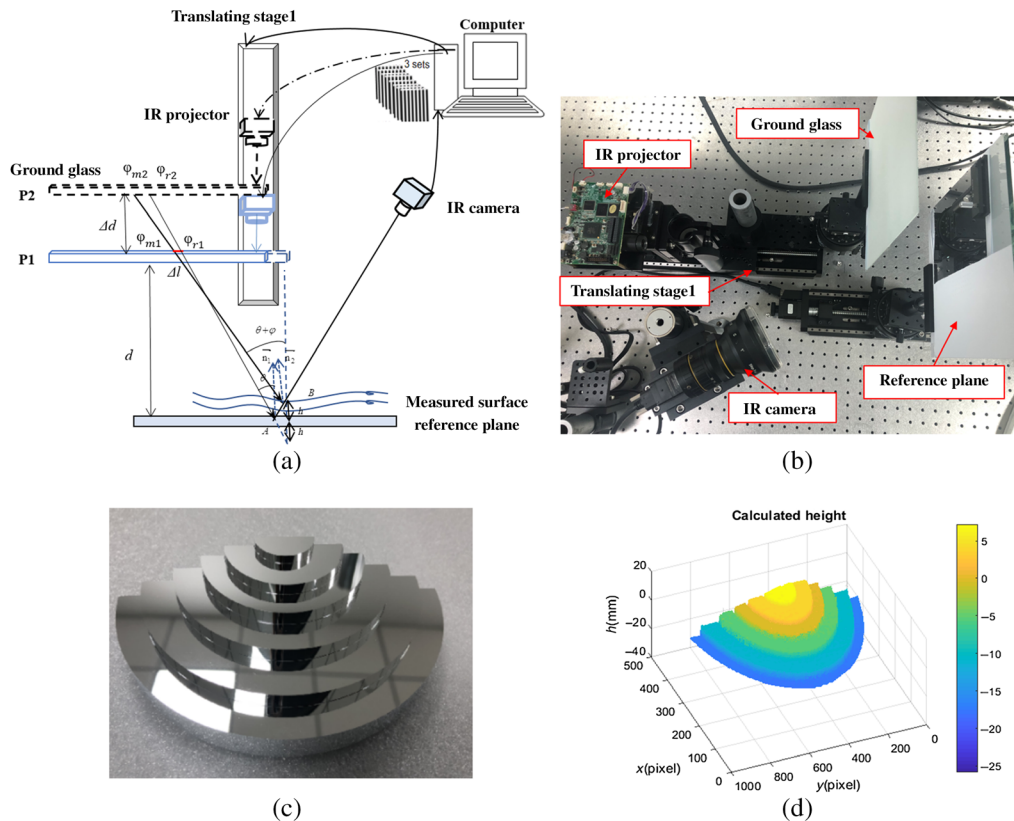 Translating stage1
Computer
3 sets
IR projector
Ground glass
φm2 φr2
P2
IR camera
Δd
φm1 φr1
P1
Δl
θ+φ
d
n1 n2
θ
B
h
Measured surface
reference plane
A
h
(a)
Ground glass
IR projector
Translating stage1
Reference plane
IR camera
(b)
(c)
Calculated height
20
0
−20
−40
h(mm)
500
400
300
200
100
0
x(pixel)
1000
800
600
400
200
0
y(pixel)
5
0
−5
−10
−15
−20
−25
(d)